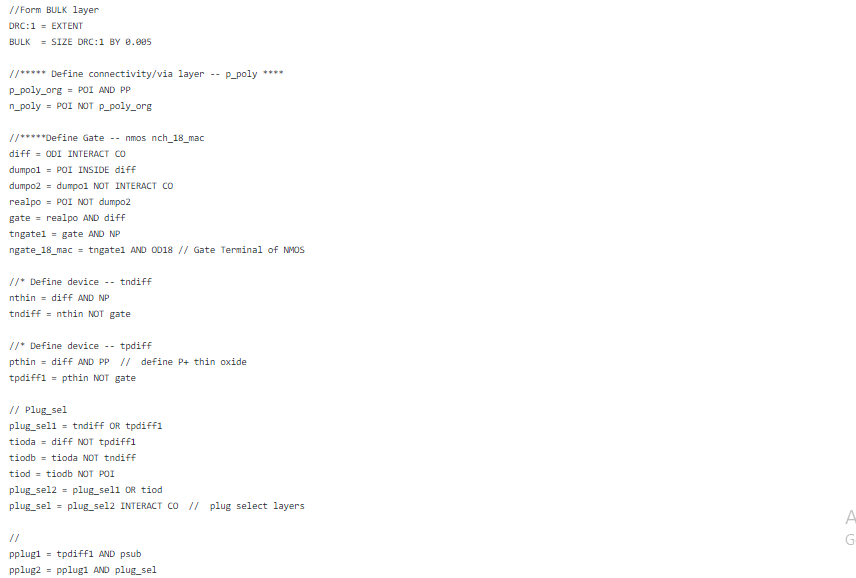 //Form BULK layer
DRC:1 = EXTENT
BULK  = SIZE DRC:1 BY 0.005
//***** Define connectivity/via layer -- p_poly ****
p_poly_org = POI AND PP
n_poly = POI NOT p_poly_org
//*****Define Gate -- nmos nch_18_mac
diff = ODI INTERACT CO
dumpo1 = POI INSIDE diff
dumpo2 = dumpo1 NOT INTERACT CO
realpo = POI NOT dumpo2
gate = realpo AND diff
tngate1 = gate AND NP
ngate_18_mac = tngate1 AND OD18 // Gate Terminal of NMOS
//* Define device -- tndiff
nthin = diff AND NP
tndiff = nthin NOT gate
//* Define device -- tpdiff
pthin = diff AND PP  //  define P+ thin oxide
tpdiff1 = pthin NOT gate
// Plug_sel
plug_sel1 = tndiff OR tpdiff1
tioda = diff NOT tpdiff1
tiodb = tioda NOT tndiff
tiod = tiodb NOT POI
plug_sel2 = plug_sel1 OR tiod
plug_sel = plug_sel2 INTERACT CO  //  plug select layers
//
pplug1 = tpdiff1 AND psub
pplug2 = pplug1 AND plug_sel